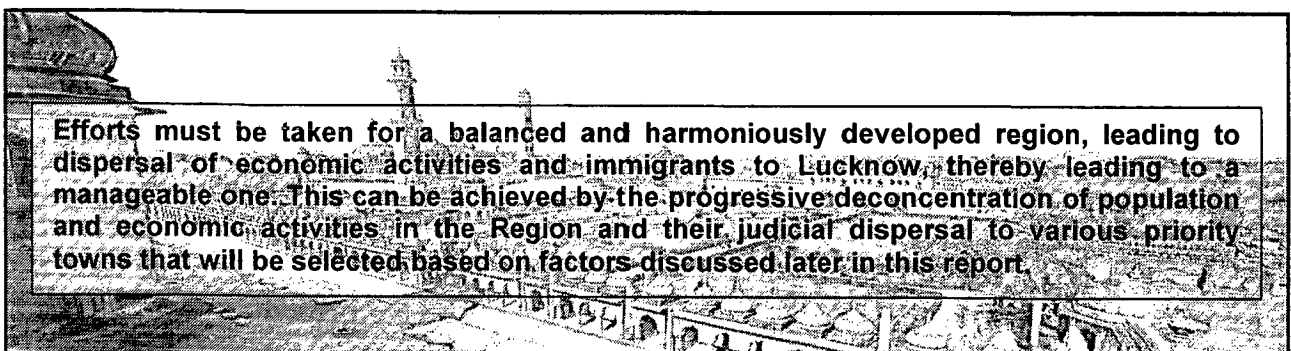 Efforts must be taken for a balanced and harmoniously developed region, leading to
dispersal of economic activities and immigrants to Lucknow, thereby leading to a
manageable one. This can be achieved by the progressive deconcentration of population
and economic activities in the Region and their judicial dispersal to various priority
towns that will be selected based on factors discussed later in this report.